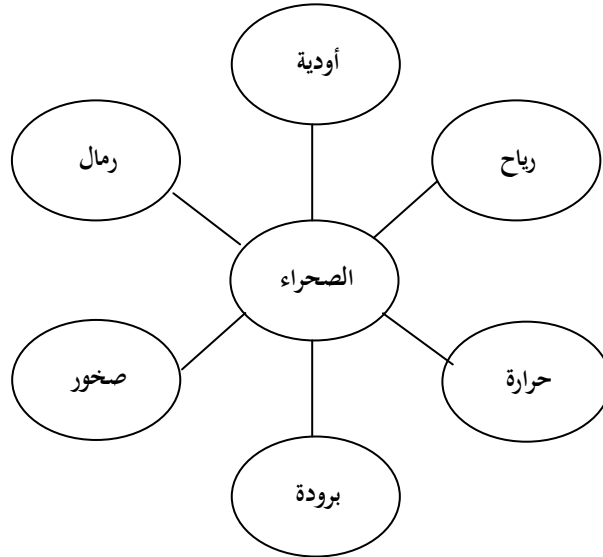 أودية
رياح
رمال
الصحراء
حرارة
صخور
برودة